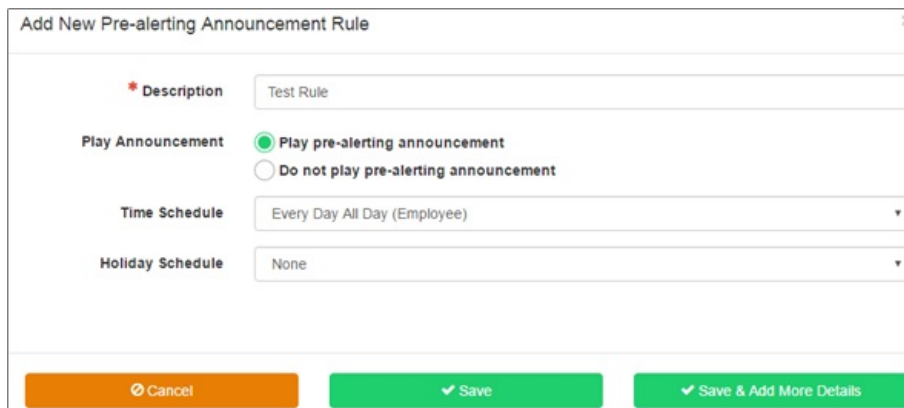 Add New Pre-alerting Announcement Rule
* Description Test Rule
Play Announcement Play pre-alerting announcement
Do not play pre-alerting announcement
Time Schedule Every Day All Day (Employee)
Holiday Schedule None
Cancel Save Save & Add More Details